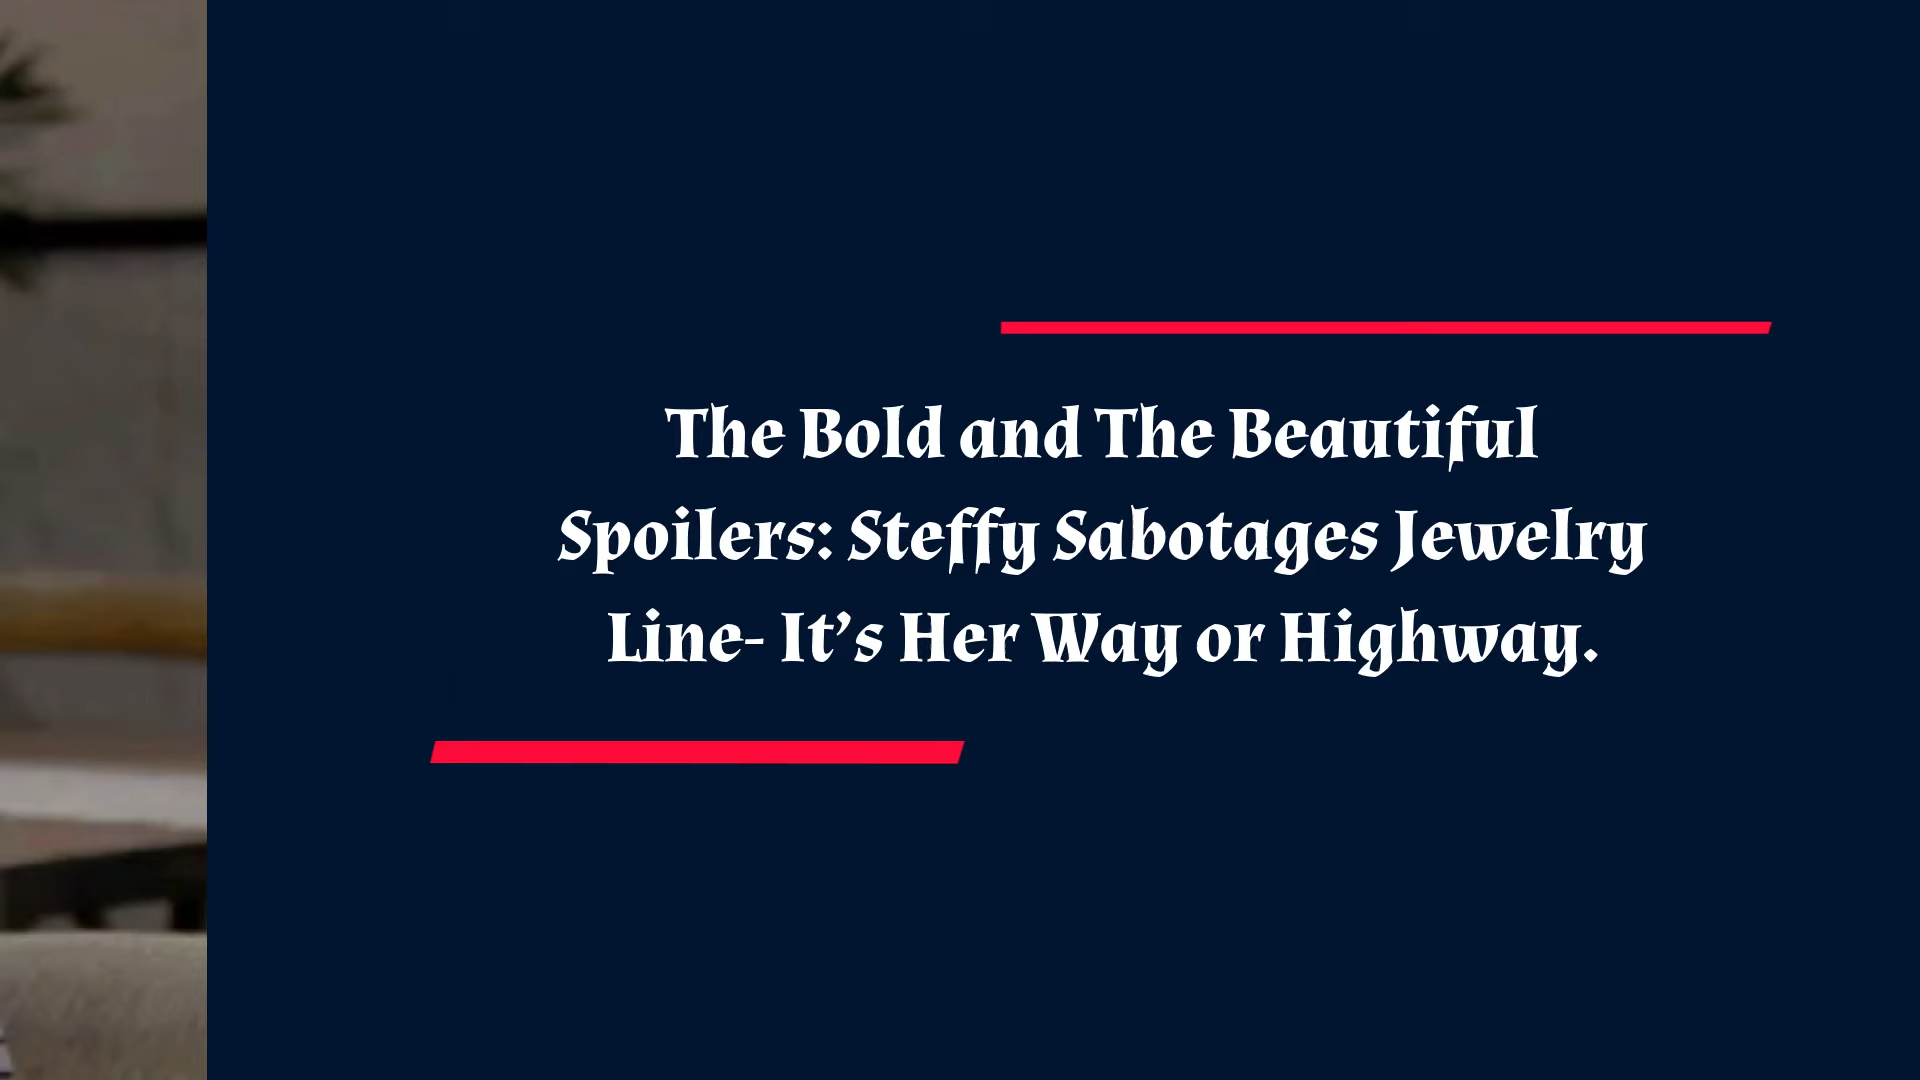 The Bold and The Beautiful
Spoilers: Steffy Sabotages Jewelry
Line- It’s Her Way or Highway.